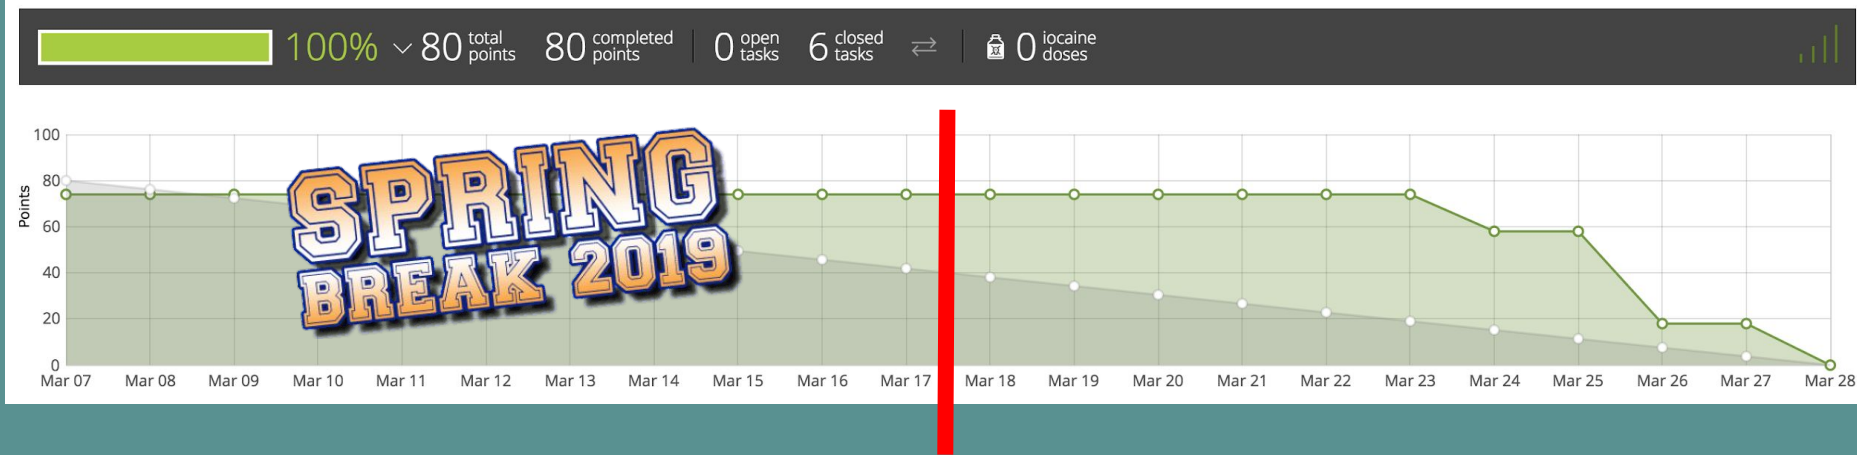 100% 80 total points 80 completed points 0 open tasks 6 closed tasks 0 iocaine doses
100
80
60
40
20
0
Points
SPRING
BREAK 2019
Mar 07 Mar 08 Mar 09 Mar 10 Mar 11 Mar 12 Mar 13 Mar 14 Mar 15 Mar 16 Mar 17 Mar 18 Mar 19 Mar 20 Mar 21 Mar 22 Mar 23 Mar 24 Mar 25 Mar 26 Mar 27 Mar 28